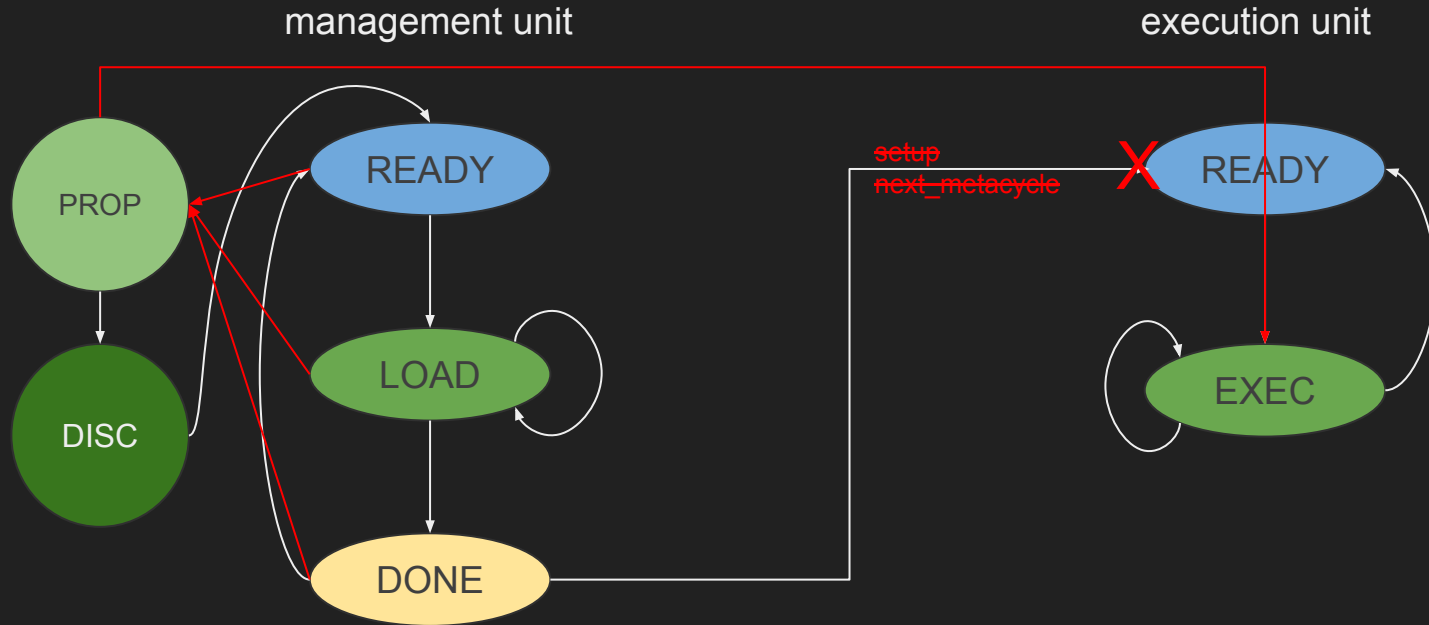 management unit
execution unit
READY
setup
next_metacycle
X
READY
PROP
LOAD
EXEC
DISC
DONE